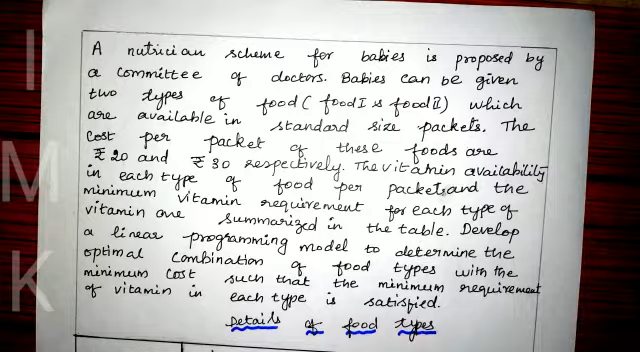 I
M
K
A nutrician scheme for babies is proposed by
a committee of doctors. Babies can be given
two types of food (food I & food II) which
are available in standard size packets. The
cost per packet of these foods are
₹ 20 and ₹ 30 respectively. The vitamin availability
in each type of food per packets and the
minimum vitamin requirement for each type of
vitamin are summarized in the table. Develop
a linear programming model to determine the
optimal combination of food types with the
minimum cost such that the minimum requirement
of vitamin in each type is satisfied.
Details of food types